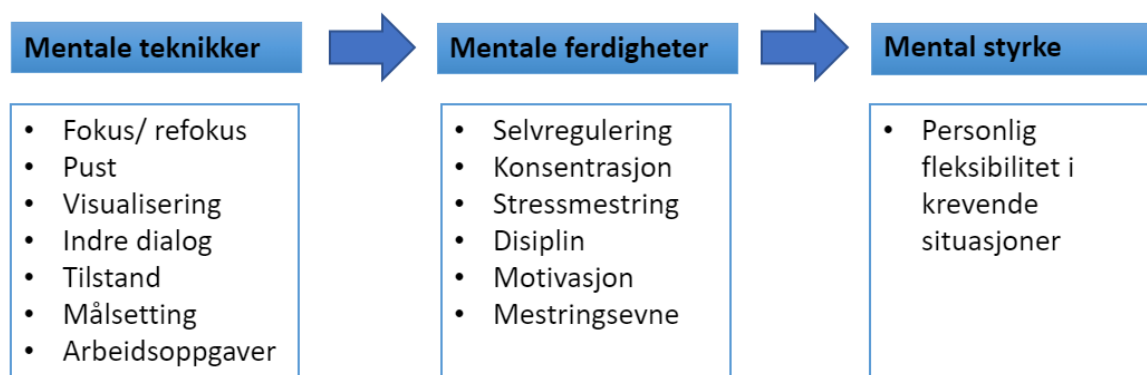 Mentale teknikker
• Fokus/ refokus
• Pust
• Visualisering
• Indre dialog
• Tilstand
• Målsetting
• Arbeidsoppgaver
Mentale ferdigheter
• Selvregulering
• Konsentrasjon
• Stressmestring
• Disiplin
• Motivasjon
• Mestringsevne
Mental styrke
• Personlig
fleksibilitet i
krevende
situasjoner